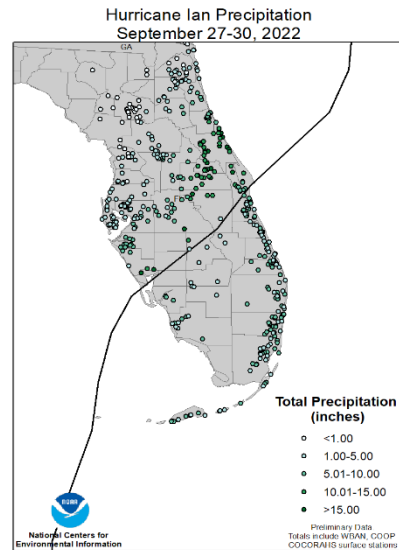 Hurricane Ian Precipitation
September 27-30, 2022
GA
F
Total Precipitation
(inches)
<1.00
1.00-5.00
5.01-10.00
10.01-15.00
>15.00
NOAA
National Centers for
Environmental Information
Preliminary Data
Totals include WBAN, COOP
COCORAHS surface stations